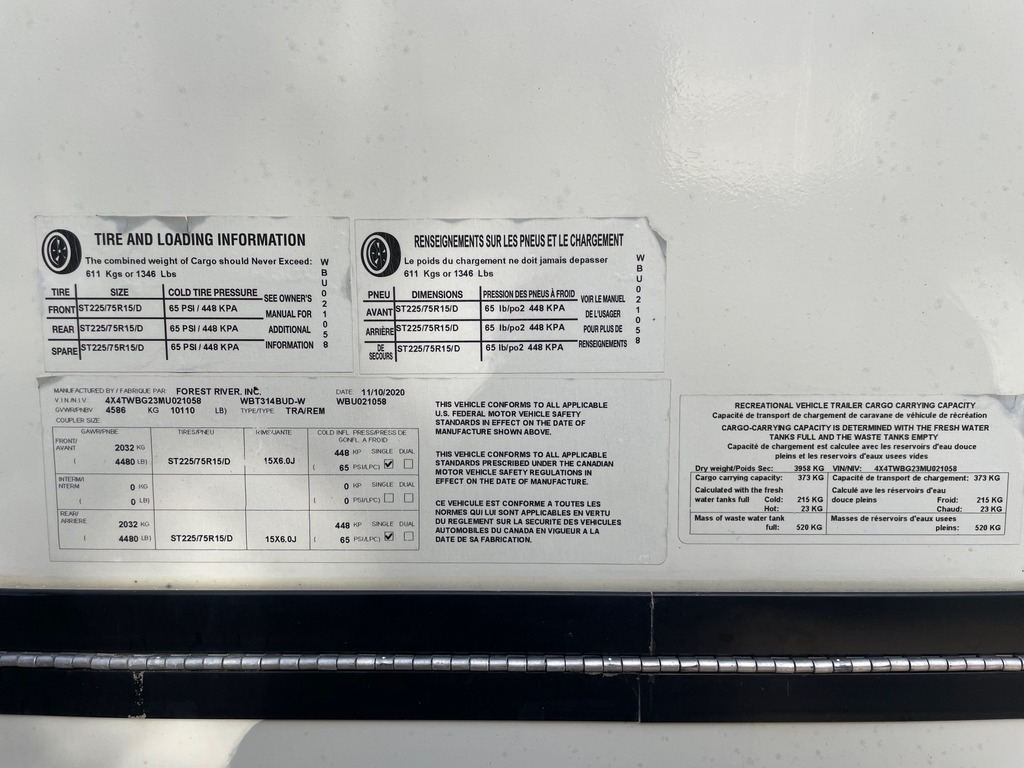 TIRE AND LOADING INFORMATION
The combined weight of Cargo should Never Exceed:
611 Kgs or 1346 Lbs
TIRE SIZE COLD TIRE PRESSURE SEE OWNER'S MANUAL FOR ADDITIONAL INFORMATION
FRONT ST225/75R15/D 65 PSI / 448 KPA
REAR ST225/75R15/D 65 PSI / 448 KPA
SPARE ST225/75R15/D 65 PSI / 448 KPA
WBU021058
RENSEIGNEMENTS SUR LES PNEUS ET LE CHARGEMENT
Le poids du chargement ne doit jamais depasser
611 Kgs or 1346 Lbs
PNEU DIMENSIONS PRESSION DES PNEUS À FROID VOIR LE MANUEL DE L'USAGER POUR PLUS DE RENSEIGNEMENTS
AVANT ST225/75R15/D 65 lb/po2 448 KPA
ARRIÈRE ST225/75R15/D 65 lb/po2 448 KPA
DE SECOURS ST225/75R15/D 65 lb/po2 448 KPA
WBU021058
MANUFACTURED BY / FABRIQUE PAR: FOREST RIVER, INC. DATE: 11/10/2020
V.I.N./N.I.V. 4X4TWBG23MU021058 WBT314BUD-W WBU021058
GVWR/PNBV 4586 KG 10110 LB) TYPE/TYPE TRA/REM
COUPLER SIZE:
GAWR/PNBE TIRES/PNEU RIM/JANTE COLD INFL. PRESS/PRESS DE GONFL. A FROID
FRONT/ AVANT 2032 KG 448 KP SINGLE DUAL
( 4480 LB) ST225/75R15/D 15X6.0J ( 65 PSI/LPC)
INTERM/ INTERM 0 KG 0 KP SINGLE DUAL
( 0 LB) ( 0 PSI/LPC)
REAR/ ARRIERE 2032 KG 448 KP SINGLE DUAL
( 4480 LB) ST225/75R15/D 15X6.0J ( 65 PSI/LPC)
THIS VEHICLE CONFORMS TO ALL APPLICABLE
U.S. FEDERAL MOTOR VEHICLE SAFETY
STANDARDS IN EFFECT ON THE DATE OF
MANUFACTURE SHOWN ABOVE.
THIS VEHICLE CONFORMS TO ALL APPLICABLE
STANDARDS PRESCRIBED UNDER THE CANADIAN
MOTOR VEHICLE SAFETY REGULATIONS IN
EFFECT ON THE DATE OF MANUFACTURE.
CE VEHICULE EST CONFORME A TOUTES LES
NORMES QUI LUI SONT APPLICABLES EN VERTU
DU REGLEMENT SUR LA SECURITE DES VEHICULES
AUTOMOBILES DU CANADA EN VIGUEUR A LA
DATE DE SA FABRICATION.
RECREATIONAL VEHICLE TRAILER CARGO CARRYING CAPACITY
Capacité de transport de chargement de caravane de véhicule de récréation
CARGO-CARRYING CAPACITY IS DETERMINED WITH THE FRESH WATER
TANKS FULL AND THE WASTE TANKS EMPTY
Capacité de chargement est calculée avec les reservoirs d'eau douce
pleins et les reservoirs d'eaux usees vides
Dry weight/Poids Sec: 3958 KG VIN/NIV: 4X4TWBG23MU021058
Cargo carrying capacity: 373 KG Capacité de transport de chargement: 373 KG
Calculated with the fresh Calculé ave les réservoirs d'eau
water tanks full Cold: 215 KG douce pleins Froid: 215 KG
Hot: 23 KG Chaud: 23 KG
Mass of waste water tank Masses de réservoirs d'eaux usees
full: 520 KG pleins: 520 KG